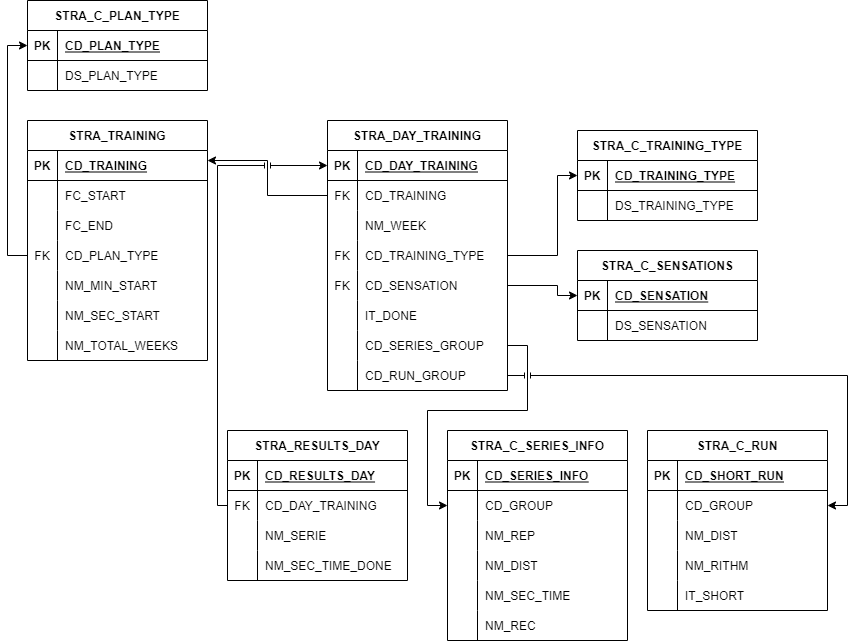 STRA_C_PLAN_TYPE
PK CD_PLAN_TYPE
DS_PLAN_TYPE
STRA_TRAINING
PK CD_TRAINING
FC_START
FC_END
FK CD_PLAN_TYPE
NM_MIN_START
NM_SEC_START
NM_TOTAL_WEEKS
STRA_DAY_TRAINING
PK CD_DAY_TRAINING
FK CD_TRAINING
NM_WEEK
FK CD_TRAINING_TYPE
FK CD_SENSATION
IT_DONE
CD_SERIES_GROUP
CD_RUN_GROUP
STRA_C_TRAINING_TYPE
PK CD_TRAINING_TYPE
DS_TRAINING_TYPE
STRA_C_SENSATIONS
PK CD_SENSATION
DS_SENSATION
STRA_RESULTS_DAY
PK CD_RESULTS_DAY
FK CD_DAY_TRAINING
NM_SERIE
NM_SEC_TIME_DONE
STRA_C_SERIES_INFO
PK CD_SERIES_INFO
CD_GROUP
NM_REP
NM_DIST
NM_SEC_TIME
NM_REC
STRA_C_RUN
PK CD_SHORT_RUN
CD_GROUP
NM_DIST
NM_RITHM
IT_SHORT